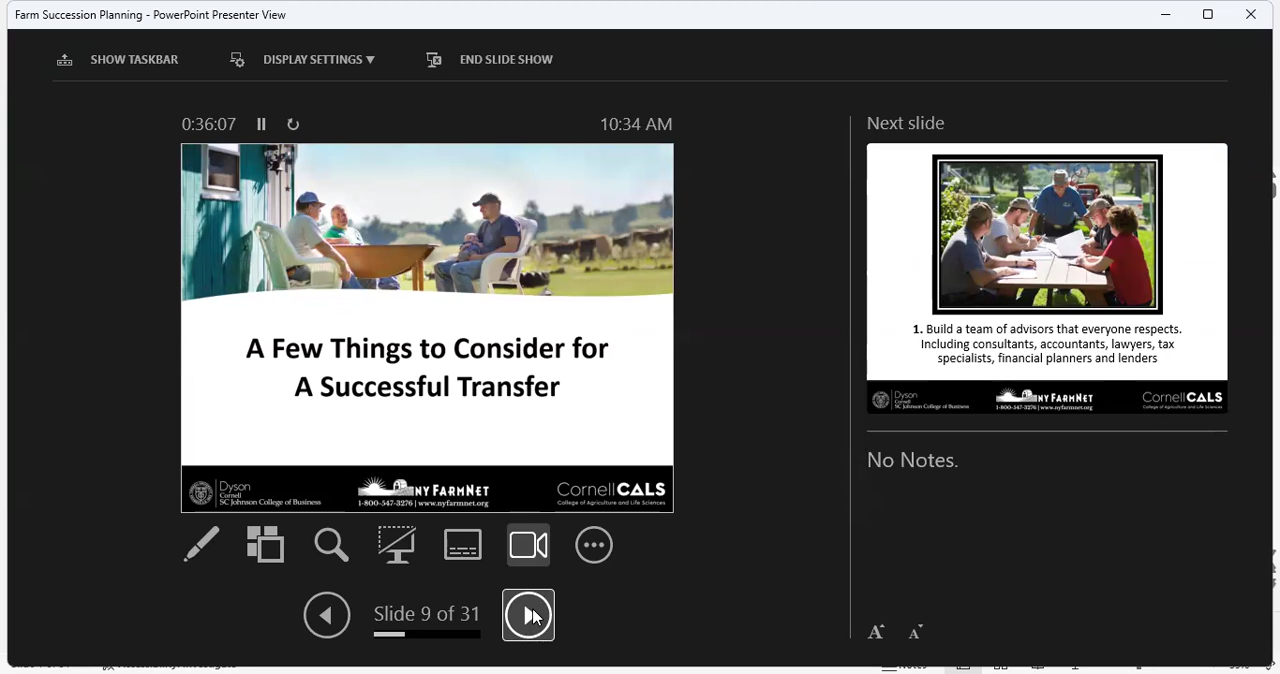 Farm Succession Planning - PowerPoint Presenter View
SHOW TASKBAR
DISPLAY SETTINGS ▼
END SLIDE SHOW
0:36:07
10:34 AM
A Few Things to Consider for
A Successful Transfer
Dyson
Cornell
SC Johnson College of Business
NY FARMNET
1-800-547-3276 | www.nyfarmnet.org
CornellCALS
College of Agriculture and Life Sciences
Slide 9 of 31
Next slide
1. Build a team of advisors that everyone respects.
Including consultants, accountants, lawyers, tax
specialists, financial planners and lenders
Dyson
Cornell
SC Johnson College of Business
NY FARMNET
1-800-547-3276 | www.nyfarmnet.org
CornellCALS
College of Agriculture and Life Sciences
No Notes.
A A